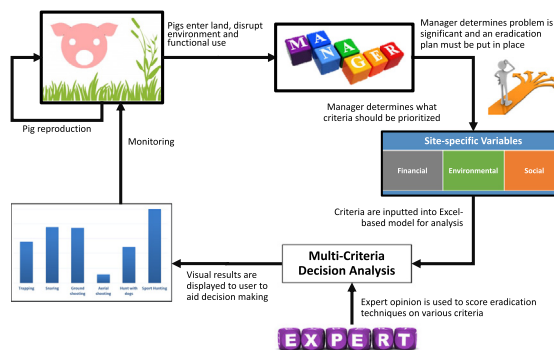 Pigs enter land, disrupt
environment and
functional use
Manager determines problem is
significant and an eradication
plan must be put in place
MANAGER
Manager determines what
criteria should be prioritized
Pig reproduction
Monitoring
Site-specific Variables
Financial
Environmental
Social
Criteria are inputted into Excel-
based model for analysis
Multi-Criteria
Decision Analysis
Visual results are
displayed to user to
aid decision making
Trapping
Snaring
Ground
shooting
Aerial
shooting
Hunt with
dogs
Sport Hunting
Expert opinion is used to score eradication
techniques on various criteria
EXPERT